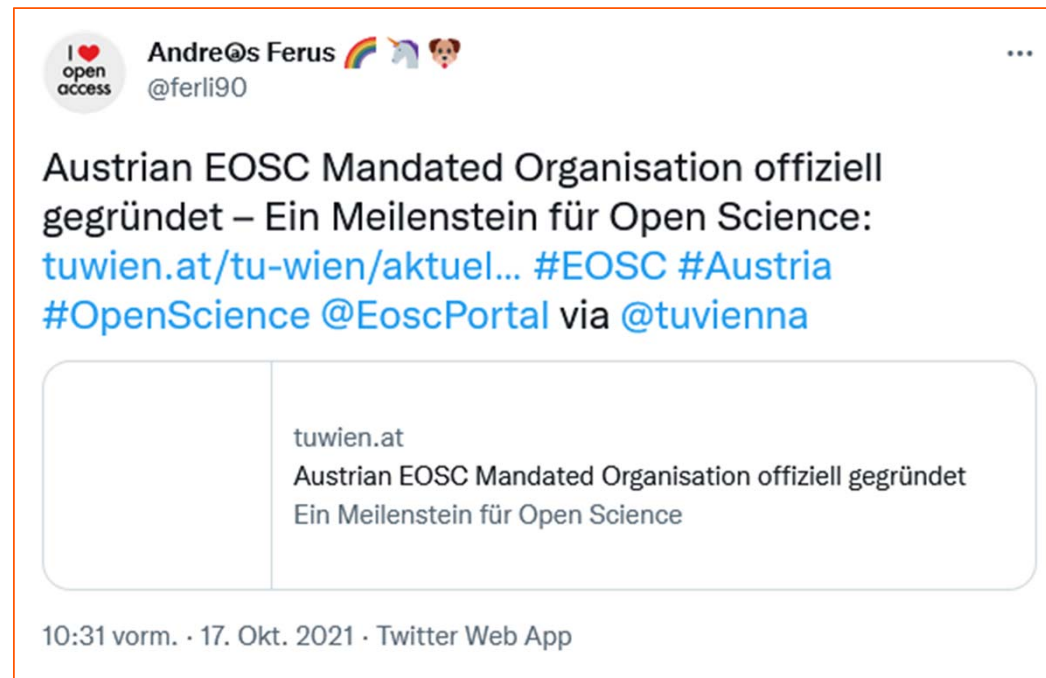 I ❤ open access
Andre@s Ferus 🌈 🦄 🐶
@ferli90
Austrian EOSC Mandated Organisation offiziell
gegründet – Ein Meilenstein für Open Science:
tuwien.at/tu-wien/aktuel... #EOSC #Austria
#OpenScience @EoscPortal via @tuvienna
tuwien.at
Austrian EOSC Mandated Organisation offiziell gegründet
Ein Meilenstein für Open Science
10:31 vorm. · 17. Okt. 2021 · Twitter Web App